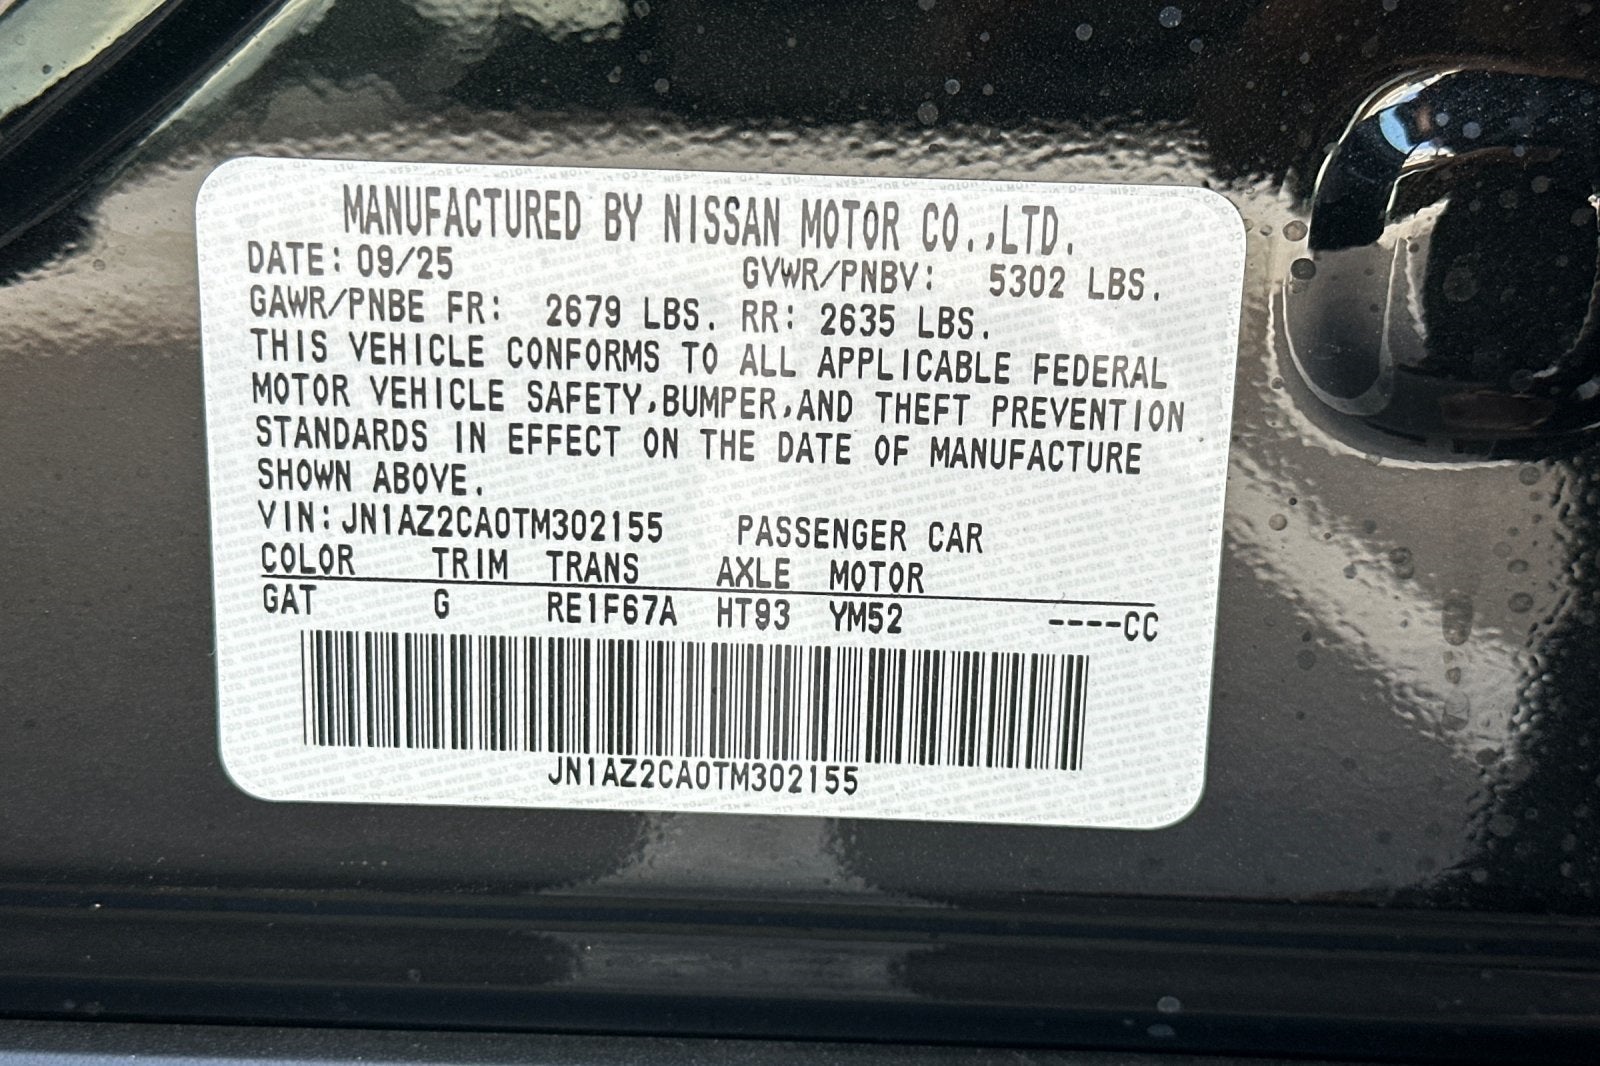 MANUFACTURED BY NISSAN MOTOR CO.,LTD.
DATE: 09/25 GVWR/PNBV: 5302 LBS.
GAWR/PNBE FR: 2679 LBS. RR: 2635 LBS.
THIS VEHICLE CONFORMS TO ALL APPLICABLE FEDERAL
MOTOR VEHICLE SAFETY,BUMPER,AND THEFT PREVENTION
STANDARDS IN EFFECT ON THE DATE OF MANUFACTURE
SHOWN ABOVE.
VIN:JN1AZ2CA0TM302155 PASSENGER CAR
COLOR TRIM TRANS AXLE MOTOR
GAT G RE1F67A HT93 YM52 ----CC
JN1AZ2CA0TM302155